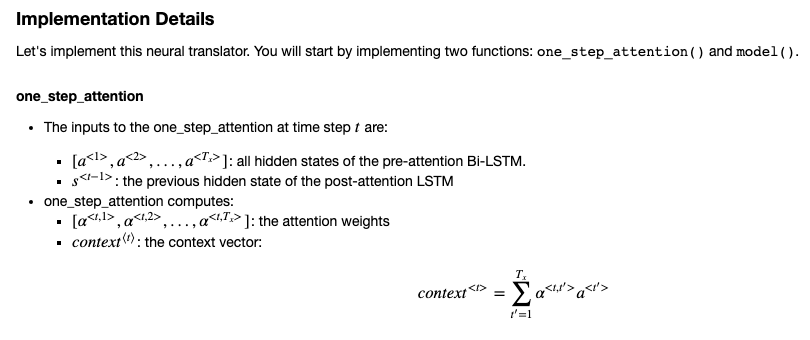 Implementation Details
Let's implement this neural translator. You will start by implementing two functions: one_step_attention() and model().
one_step_attention
• The inputs to the one_step_attention at time step t are:
▪ [a<1>, a<2>, . . . , a<Tx>]: all hidden states of the pre-attention Bi-LSTM.
▪ s<t−1>: the previous hidden state of the post-attention LSTM
• one_step_attention computes:
▪ [α<t,1>, α<t,2>, . . . , α<t,Tx>]: the attention weights
▪ context⟨t⟩: the context vector:
context<t> = ∑t′=1Tx α<t,t′>a<t′>